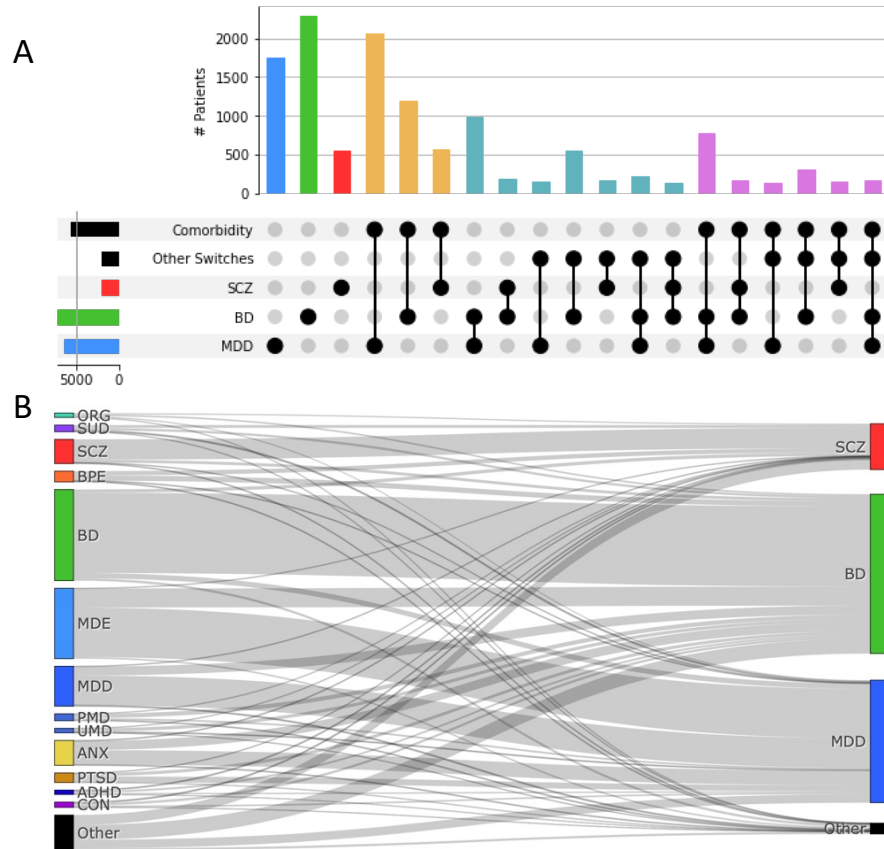 A
# Patients
2000
1500
1000
500
0
Comorbidity
Other Switches
SCZ
BD
MDD
5000 0
B
ORG
SUD
SCZ
BPE
BD
MDE
MDD
PMD
UMD
ANX
PTSD
ADHD
CON
Other
SCZ
BD
MDD
Other